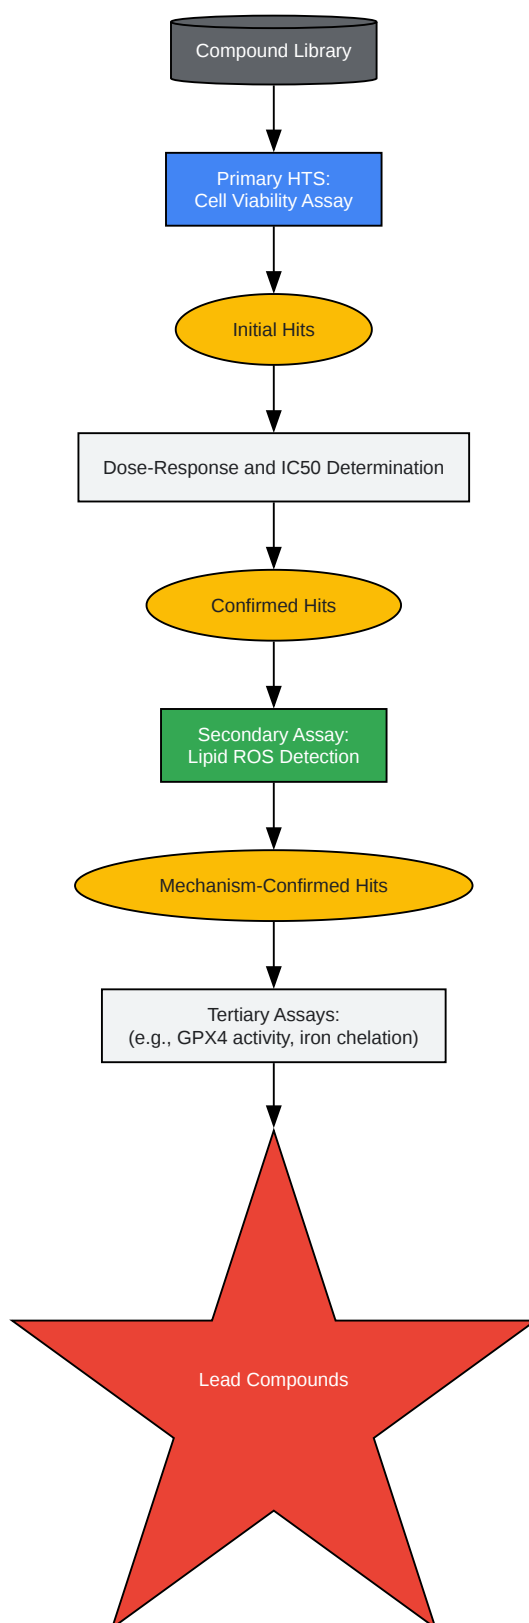 Compound Library
Primary HTS:
Cell Viability Assay
Initial Hits
Dose-Response and IC50 Determination
Confirmed Hits
Secondary Assay:
Lipid ROS Detection
Mechanism-Confirmed Hits
Tertiary Assays:
(e.g., GPX4 activity, iron chelation)
Lead Compounds